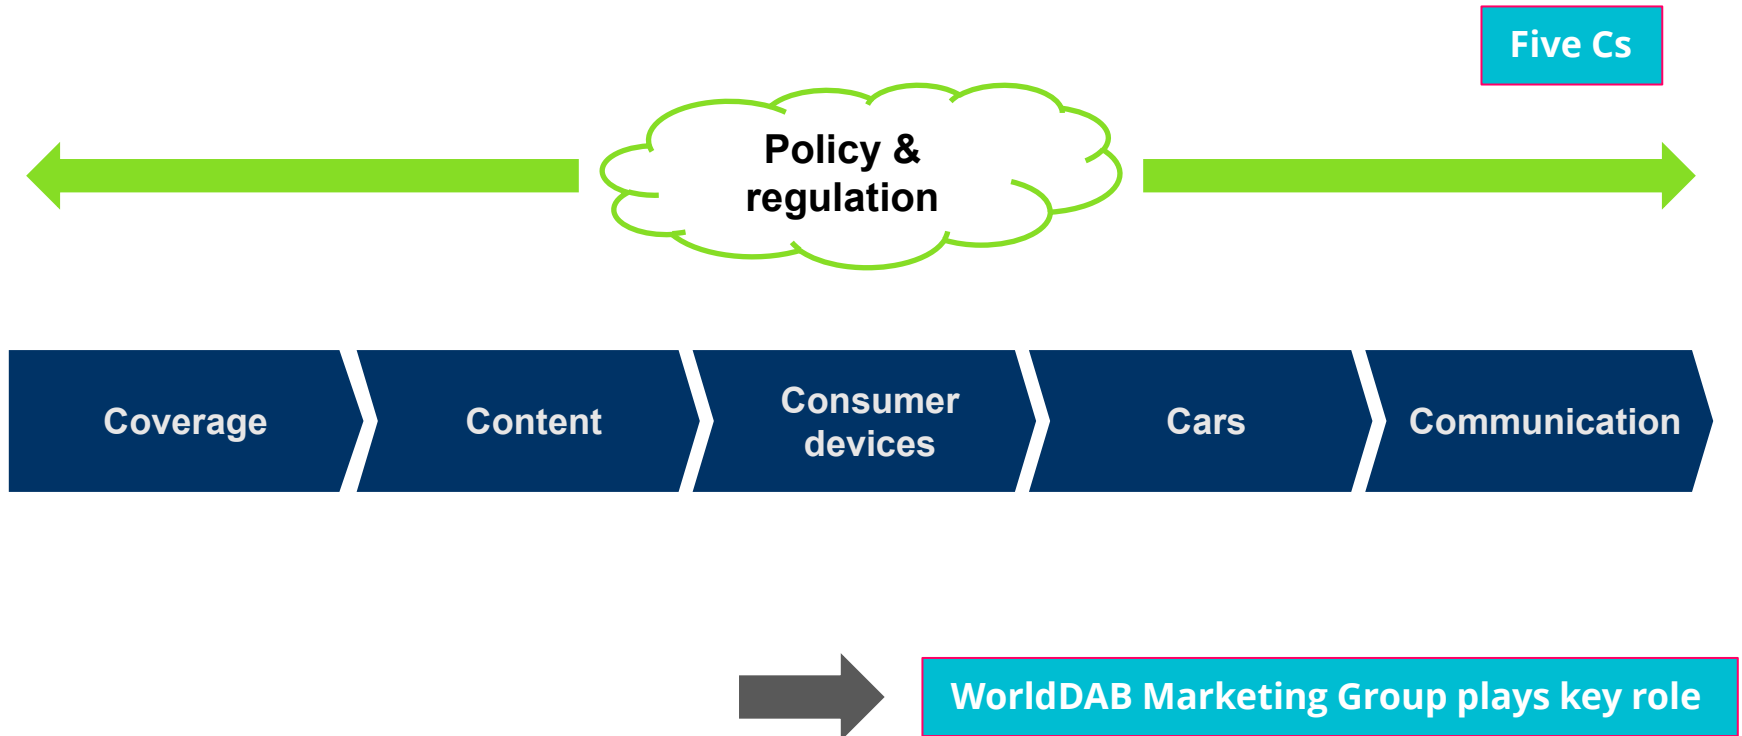 Five Cs
Policy &
regulation
Coverage
Content
Consumer
devices
Cars
Communication
WorldDAB Marketing Group plays key role